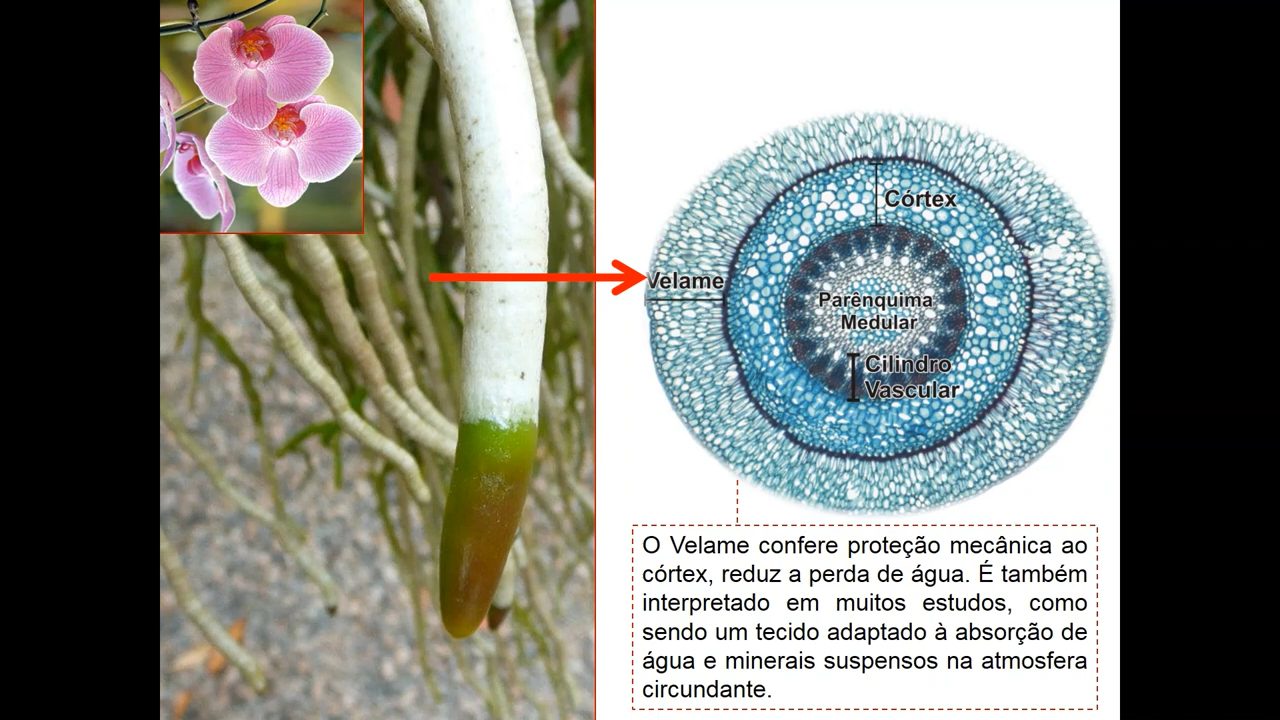 Córtex
Velame
Parênquima
Medular
Cilindro
Vascular
O Velame confere proteção mecânica ao
córtex, reduz a perda de água. É também
interpretado em muitos estudos, como
sendo um tecido adaptado à absorção de
água e minerais suspensos na atmosfera
circundante.